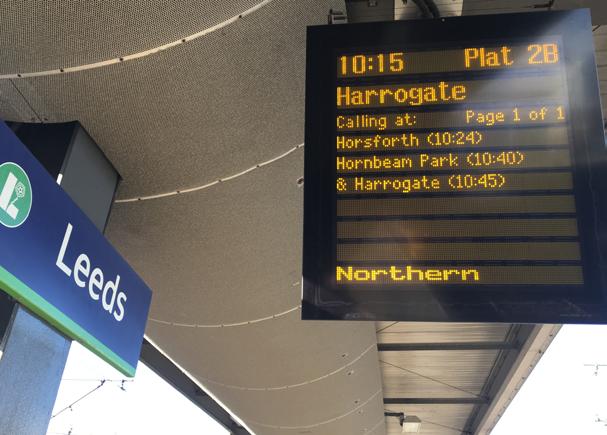 10:15 Plat 2B
Harrogate
Calling at: Page 1 of 1
Horsforth (10:24)
Hornbeam Park (10:40)
& Harrogate (10:45)
Northern
Leeds